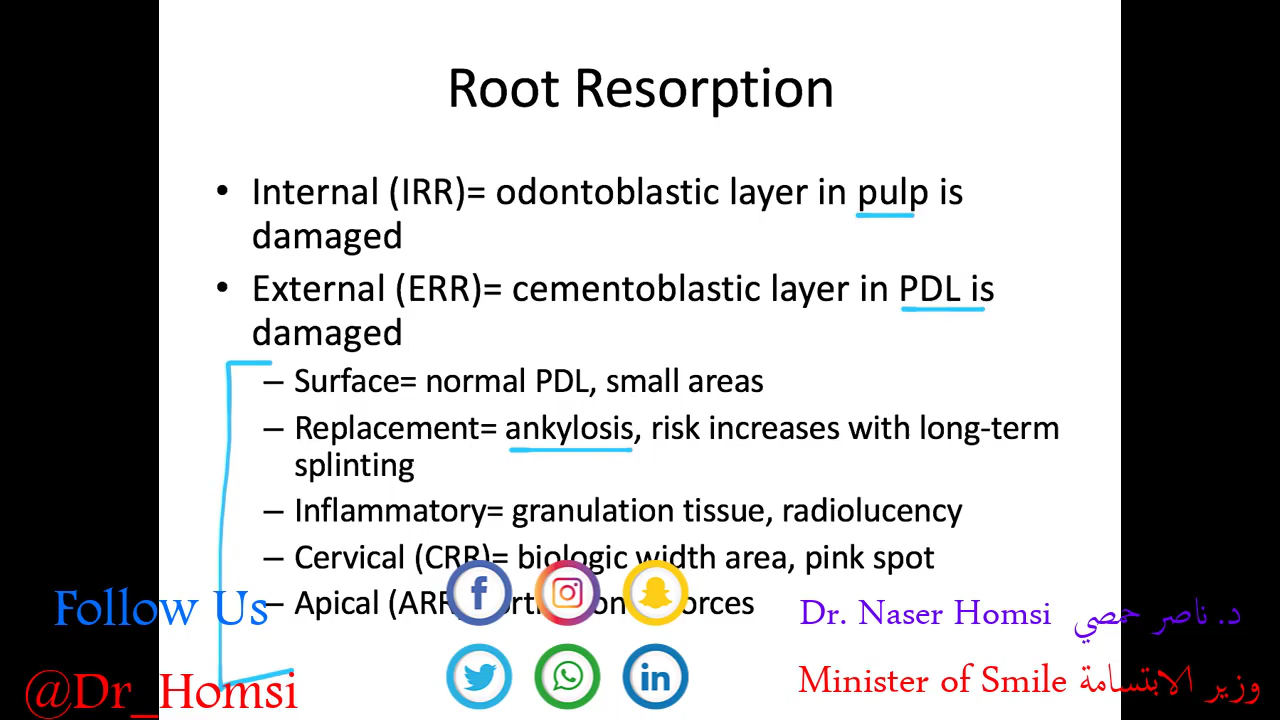 Root Resorption
• Internal (IRR)= odontoblastic layer in pulp is
damaged
• External (ERR)= cementoblastic layer in PDL is
damaged
– Surface= normal PDL, small areas
– Replacement= ankylosis, risk increases with long-term
splinting
– Inflammatory= granulation tissue, radiolucency
– Cervical (CRR)= biologic width area, pink spot
– Apical (ARR) forces
Follow Us
@Dr_Homsi
Dr. Naser Homsi د. ناصر حمصي
Minister of Smile وزير الابتسامة